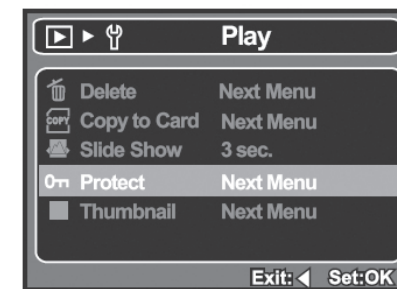 Play
Delete Next Menu
COPY Copy to Card Next Menu
Slide Show 3 sec.
Protect Next Menu
Thumbnail Next Menu
Exit: Set:OK